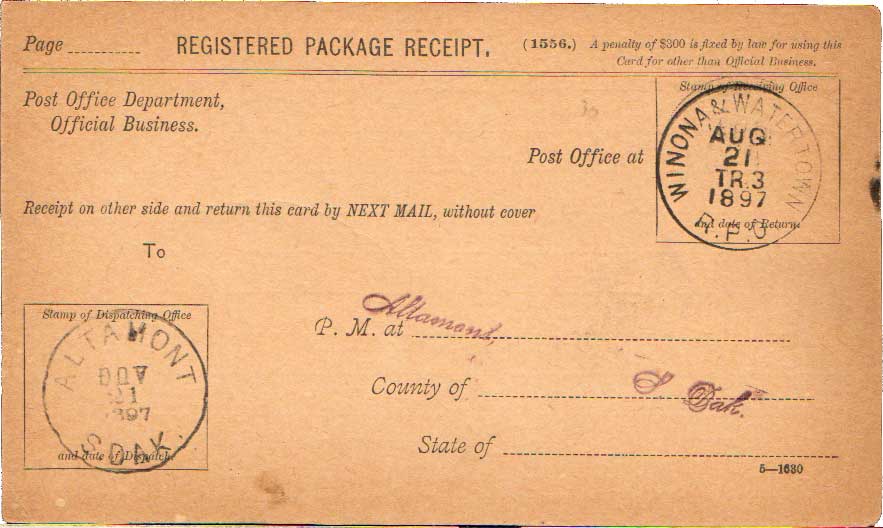 Page
REGISTERED PACKAGE RECEIPT.
(1556.)
A penalty of $300 is fixed by law for using this
Card for other than Official Business.
Post Office Department,
Official Business.
Stamp of Receiving Office
WINONA & WATERTOWN
AUG
21
TR.3
1897
R.P.O
and date of Return.
Post Office at
Receipt on other side and return this card by NEXT MAIL, without cover
To
Stamp of Dispatching Office
ALTAMONT
21
1897
S.DAK.
and date of Dispatch.
P. M. at Altamont,
County of S. Dak.
State of
5—1630